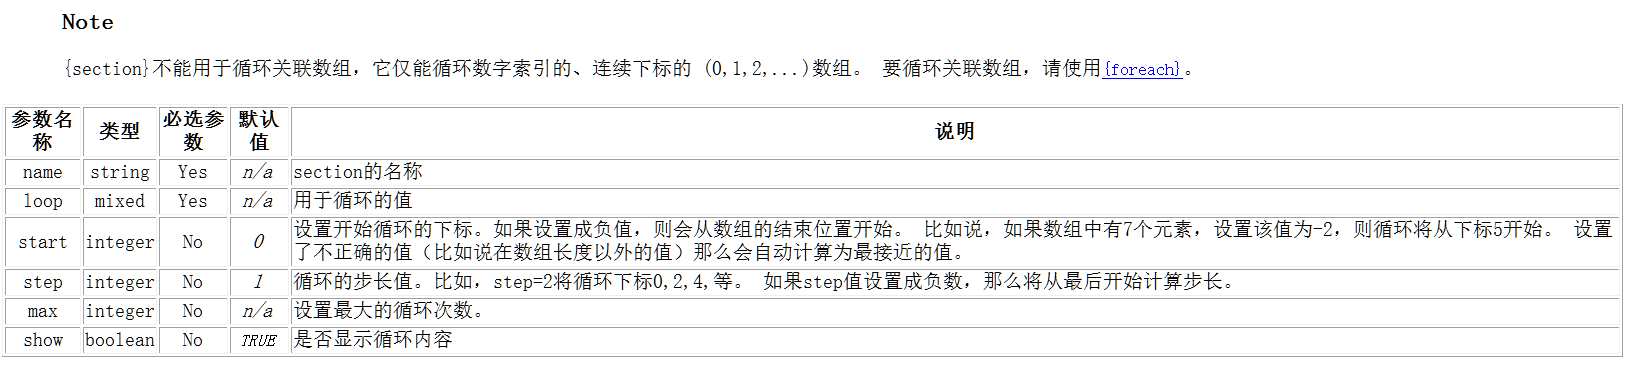 Note
{section}不能用于循环关联数组，它仅能循环数字索引的、连续下标的 (0,1,2,...)数组。 要循环关联数组，请使用{foreach}。
参数名称 类型 必选参数 默认值 说明
name string Yes n/a section的名称
loop mixed Yes n/a 用于循环的值
start integer No 0 设置开始循环的下标。如果设置成负值，则会从数组的结束位置开始。 比如说，如果数组中有7个元素，设置该值为-2，则循环将从下标5开始。 设置
了不正确的值（比如说在数组长度以外的值）那么会自动计算为最接近的值。
step integer No 1 循环的步长值。比如，step=2将循环下标0,2,4,等。 如果step值设置成负数，那么将从最后开始计算步长。
max integer No n/a 设置最大的循环次数。
show boolean No TRUE 是否显示循环内容